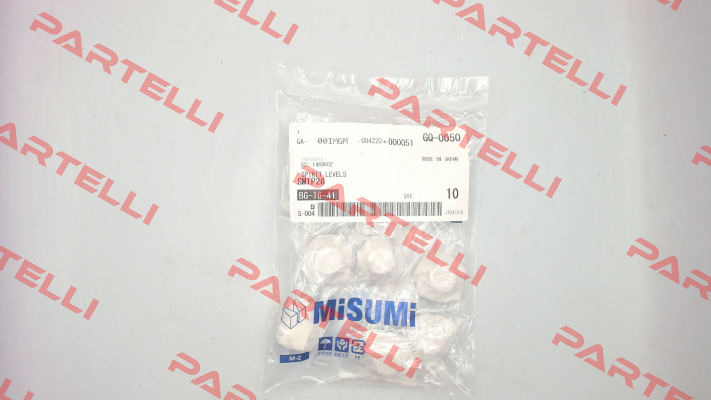 PARTELLI
PARTELLI
PARTELLI
PARTELLI
PARTELLI
GA- 00IMGM -004220*000051 GQ-0050
MADE IN JAPAN
SPIRIT LEVELS
BG-16-41
QTY. 10
S-004
MiSUMi
M-2
PARTELLI
PARTELLI
PARTELLI
PARTELLI
PARTELLI